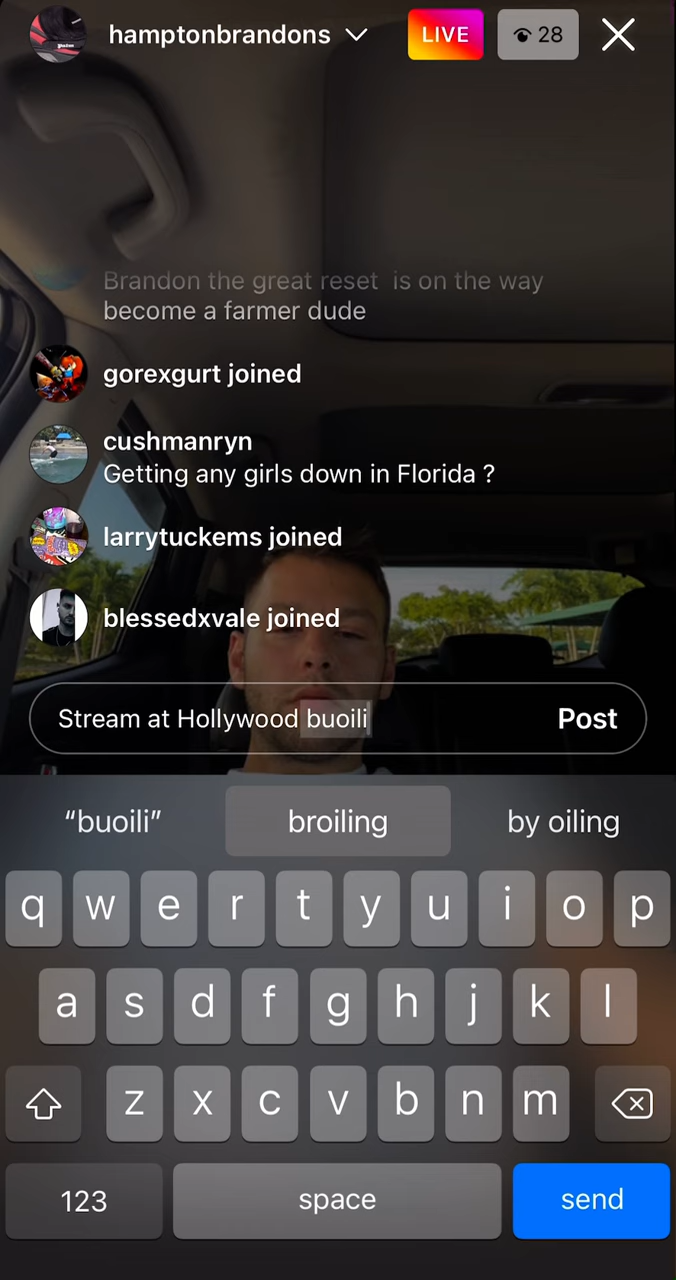 hamptonbrandons
LIVE
28
Brandon the great reset is on the way
become a farmer dude
gorexgurt joined
cushmanryn
Getting any girls down in Florida ?
larrytuckems joined
blessedxvale joined
Stream at Hollywood buoili
Post
“buoili” broiling by oiling
q w e r t y u i o p
a s d f g h j k l
z x c v b n m
123 space send